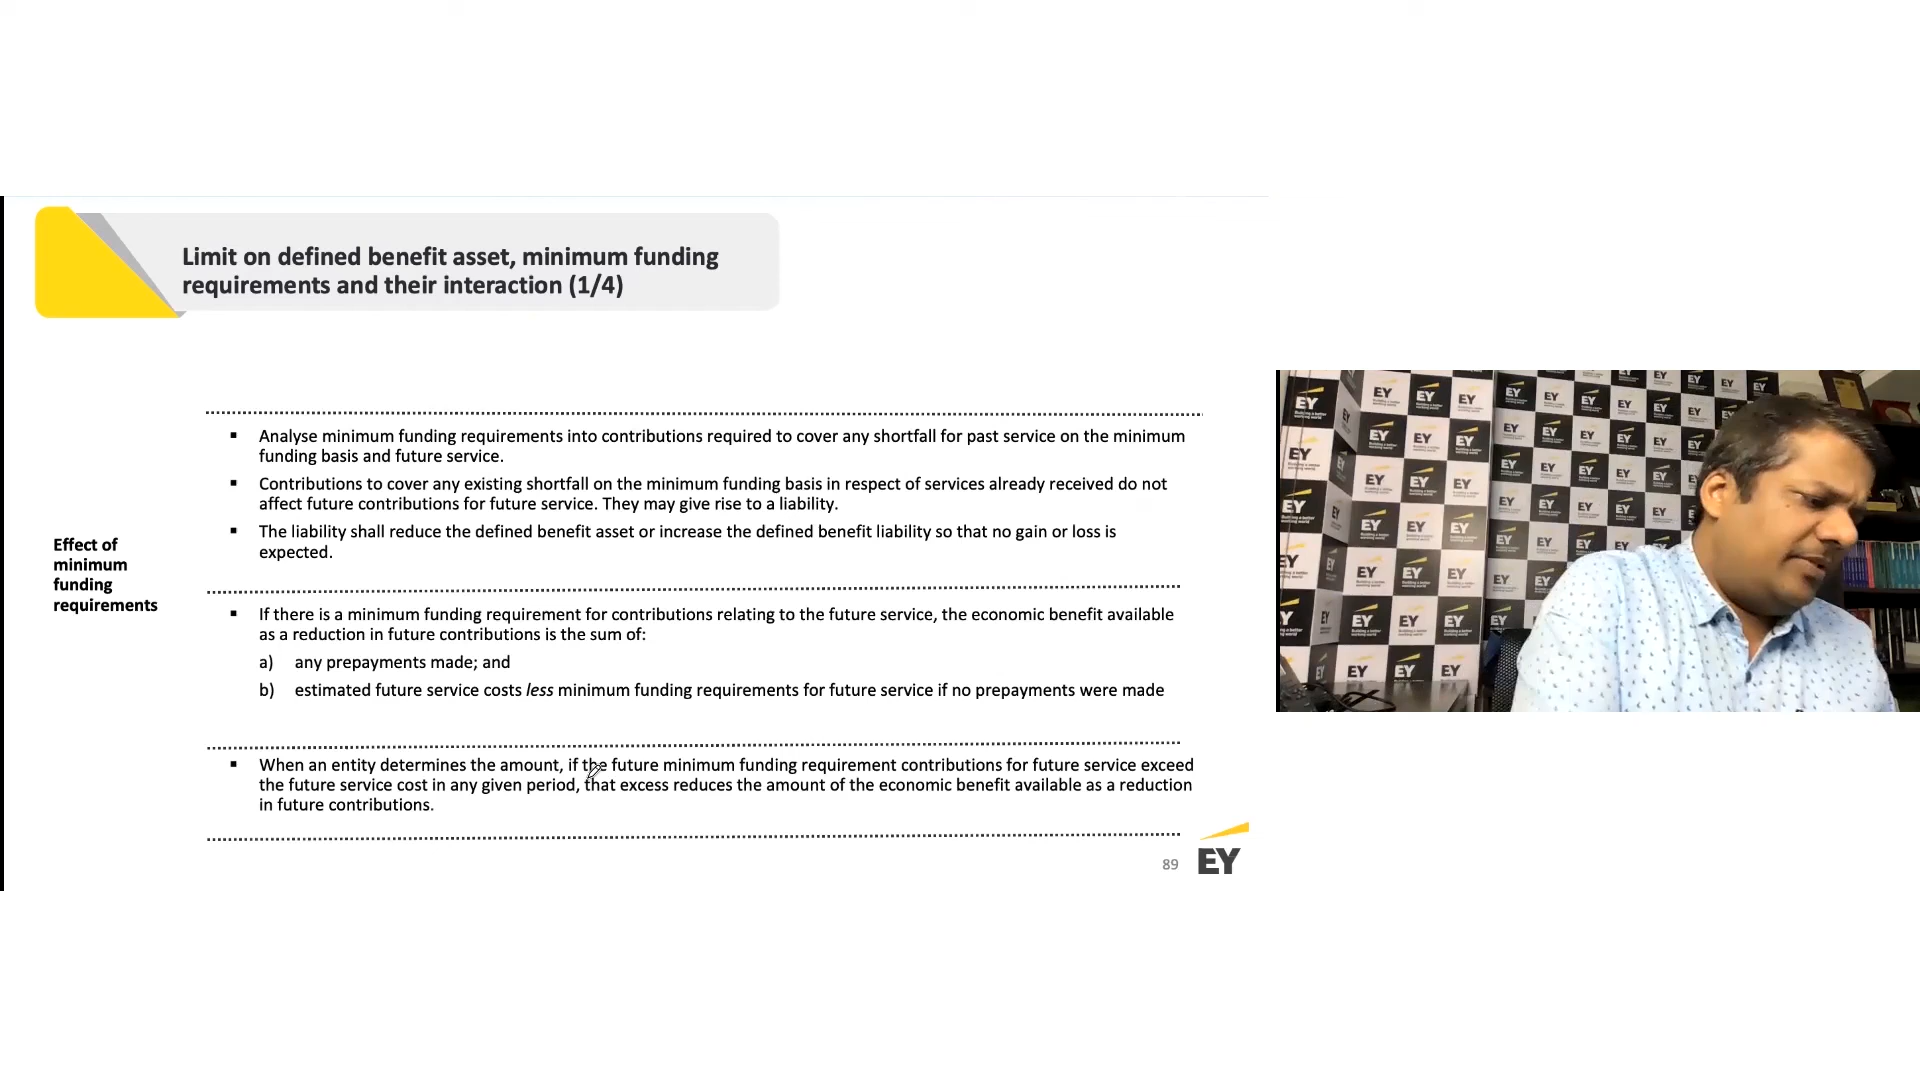 Limit on defined benefit asset, minimum funding
requirements and their interaction (1/4)
Effect of
minimum
funding
requirements
▪ Analyse minimum funding requirements into contributions required to cover any shortfall for past service on the minimum
funding basis and future service.
▪ Contributions to cover any existing shortfall on the minimum funding basis in respect of services already received do not
affect future contributions for future service. They may give rise to a liability.
▪ The liability shall reduce the defined benefit asset or increase the defined benefit liability so that no gain or loss is
expected.
▪ If there is a minimum funding requirement for contributions relating to the future service, the economic benefit available
as a reduction in future contributions is the sum of:
a) any prepayments made; and
b) estimated future service costs less minimum funding requirements for future service if no prepayments were made
▪ When an entity determines the amount, if the future minimum funding requirement contributions for future service exceed
the future service cost in any given period, that excess reduces the amount of the economic benefit available as a reduction
in future contributions.
89
EY
EY
Building a better
working world